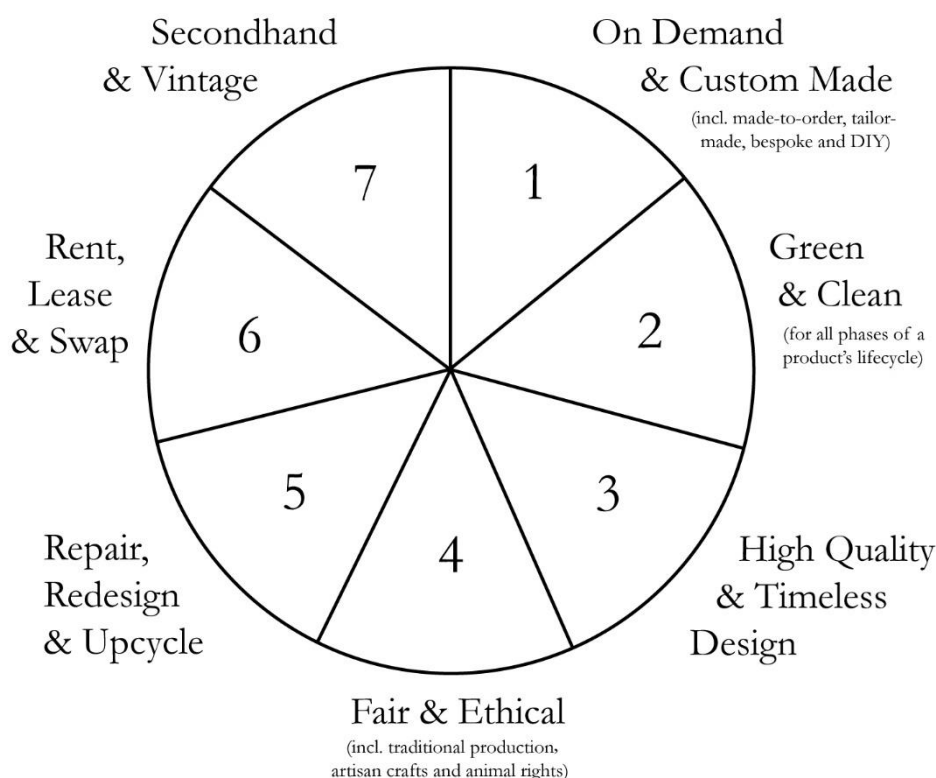 Secondhand
& Vintage
On Demand
& Custom Made
(incl. made-to-order, tailor-
made, bespoke and DIY)
7
1
Rent,
Lease
& Swap
6
2
Green
& Clean
(for all phases of a
product's lifecycle)
5
3
4
Repair,
Redesign
& Upcycle
High Quality
& Timeless
Design
Fair & Ethical
(incl. traditional production,
artisan crafts and animal rights)